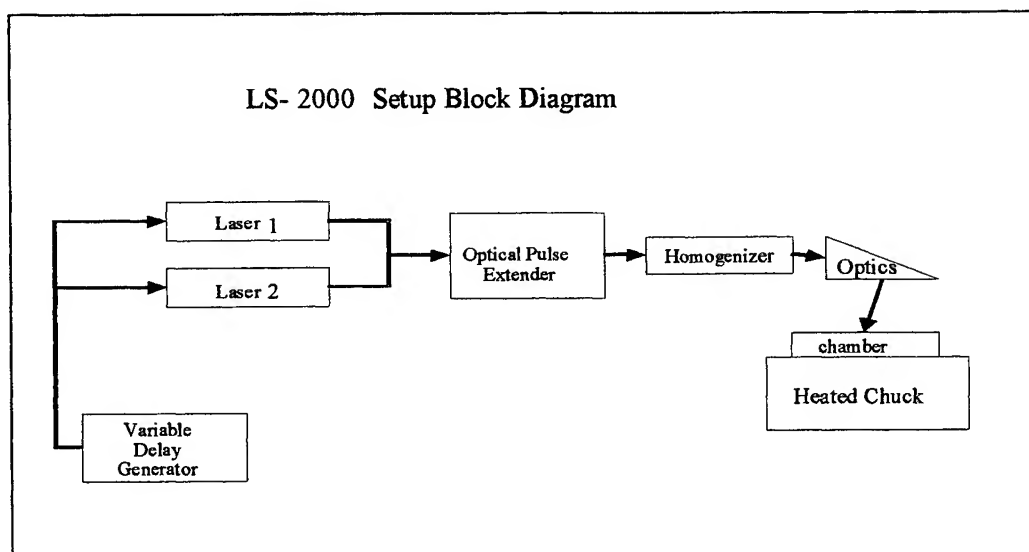 LS- 2000 Setup Block Diagram
Laser 1
Laser 2
Optical Pulse
Extender
Homogenizer
Optics
chamber
Heated Chuck
Variable
Delay
Generator